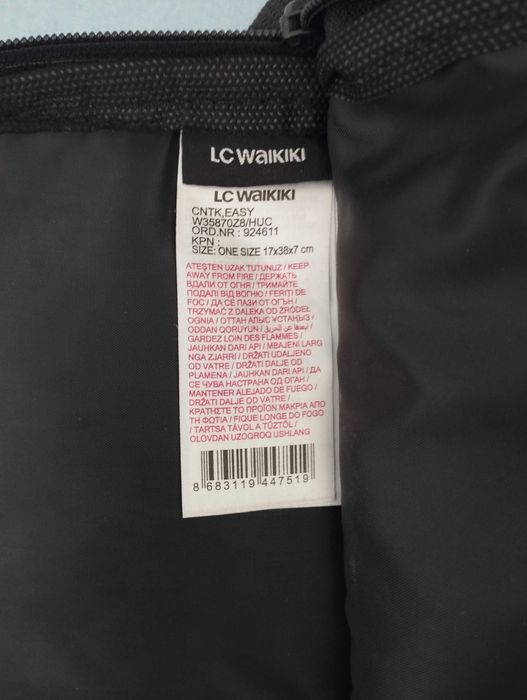 LC WAIKIKI
LC WAIKIKI
CNTK,EASY
W35870Z8/HUC
ORD.NR : 924611
KPN :
SIZE: ONE SIZE 17x38x7 cm
ATEŞTEN UZAK TUTUNUZ / KEEP
AWAY FROM FIRE / ДЕРЖАТЬ
ВДАЛИ ОТ ОГНЯ / ТРИМАЙТЕ
ПОДАЛІ ВІД ВОГНЮ / FERIȚI DE
FOC / ДА СЕ ПАЗИ ОТ ОГЪН /
TRZYMAĆ Z DALEKA OD ŹRÓDEŁ
OGNIA / ОТТАН АЛЫС ҰСТАҢЫЗ /
ODDAN QORUYUN / أبعدها عن الحريق /
GARDEZ LOIN DES FLAMMES /
JAUHKAN DARI API / MBAJENI LARG
NGA ZJARRI / DRŽATI UDALJENO
OD VATRE / DRŽATI DALJE OD
PLAMENA / JAUHKAN DARI API / ДА
СЕ ЧУВА НАСТРАНА ОД ОГАН /
MANTENER ALEJADO DE FUEGO /
DRŽATI DALJE OD VATRE /
ΚΡΑΤΗΣΤΕ ΤΟ ΠΡΟΪΟΝ ΜΑΚΡΙΑ ΑΠΟ
ΤΗ ΦΩΤΙΑ / FIQUE LONGE DO FOGO
/ TARTSA TÁVOL A TŰZTŐL /
OLOVDAN UZOQROQ USHLANG
8 683119 447519